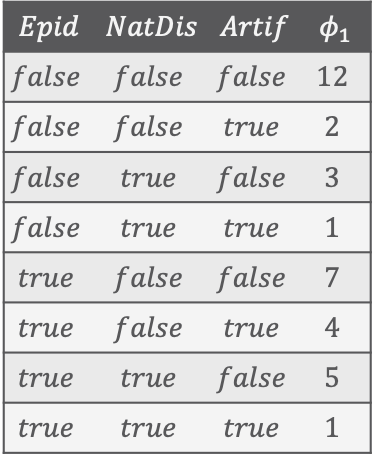 Epid NatDis Artif ϕ₁
false false false 12
false false true 2
false true false 3
false true true 1
true false false 7
true false true 4
true true false 5
true true true 1